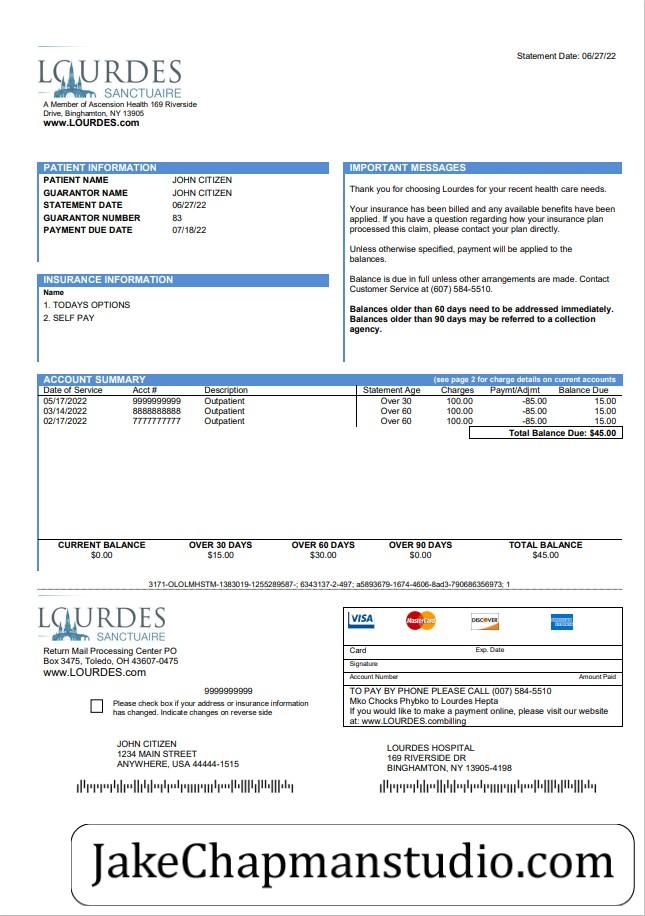 LOURDES
SANCTUAIRE
A Member of Ascension Health 169 Riverside
Drive, Binghamton, NY 13905
www.LOURDES.com
Statement Date: 06/27/22
PATIENT INFORMATION
PATIENT NAME JOHN CITIZEN
GUARANTOR NAME JOHN CITIZEN
STATEMENT DATE 06/27/22
GUARANTOR NUMBER 83
PAYMENT DUE DATE 07/18/22
INSURANCE INFORMATION
Name
1. TODAYS OPTIONS
2. SELF PAY
IMPORTANT MESSAGES
Thank you for choosing Lourdes for your recent health care needs.
Your insurance has been billed and any available benefits have been
applied. If you have a question regarding how your insurance plan
processed this claim, please contact your plan directly.
Unless otherwise specified, payment will be applied to the
balances.
Balance is due in full unless other arrangements are made. Contact
Customer Service at (607) 584-5510.
Balances older than 60 days need to be addressed immediately.
Balances older than 90 days may be referred to a collection
agency.
ACCOUNT SUMMARY (see page 2 for charge details on current accounts
Date of Service Acct # Description Statement Age Charges Paymt/Adjmt Balance Due
05/17/2022 9999999999 Outpatient Over 30 100.00 -85.00 15.00
03/14/2022 8888888888 Outpatient Over 60 100.00 -85.00 15.00
02/17/2022 7777777777 Outpatient Over 60 100.00 -85.00 15.00
Total Balance Due: $45.00
CURRENT BALANCE OVER 30 DAYS OVER 60 DAYS OVER 90 DAYS TOTAL BALANCE
$0.00 $15.00 $30.00 $0.00 $45.00
3171-OLOLMHSTM-1383019-1255289587-; 6343137-2-497; a5893679-1674-4606-8ad3-790686356973; 1
LOURDES
SANCTUAIRE
Return Mail Processing Center PO
Box 3475, Toledo, OH 43607-0475
www.LOURDES.com
9999999999
Please check box if your address or insurance information
has changed. Indicate changes on reverse side
VISA MasterCard DISCOVER AMERICAN EXPRESS
Card Exp. Date
Signature
Account Number Amount Paid
TO PAY BY PHONE PLEASE CALL (007) 584-5510
Mko Chocks Phybko to Lourdes Hepta
If you would like to make a payment online, please visit our website
at: www.LOURDES.combilling
JOHN CITIZEN
1234 MAIN STREET
ANYWHERE, USA 44444-1515
LOURDES HOSPITAL
169 RIVERSIDE DR
BINGHAMTON, NY 13905-4198
JakeChapmanstudio.com